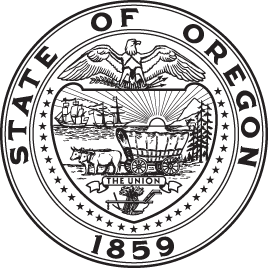 STATE OF OREGON
THE UNION
1859